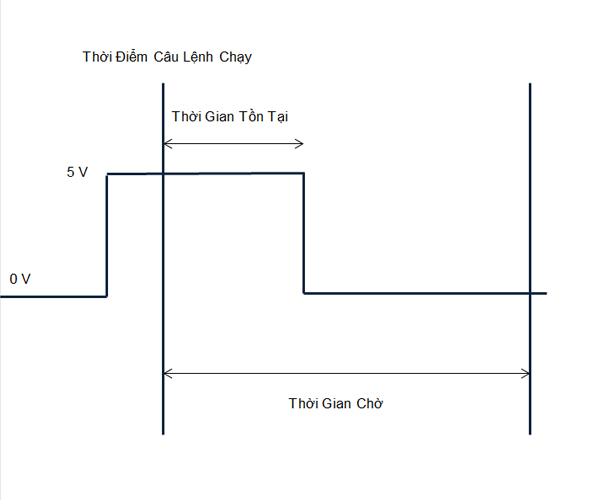 Thời Điểm Câu Lệnh Chạy
Thời Gian Tồn Tại
5 V
0 V
Thời Gian Chờ